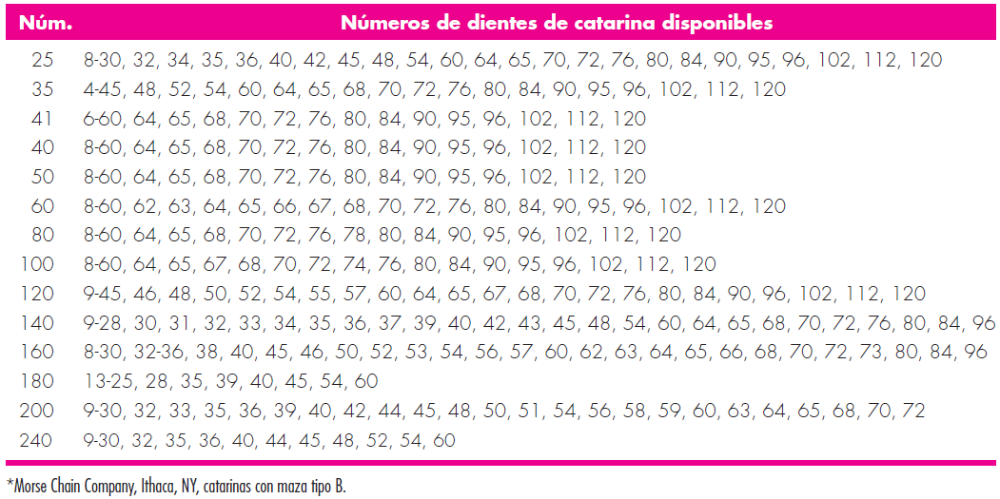 Núm. Números de dientes de catarina disponibles
25 8-30, 32, 34, 35, 36, 40, 42, 45, 48, 54, 60, 64, 65, 70, 72, 76, 80, 84, 90, 95, 96, 102, 112, 120
35 4-45, 48, 52, 54, 60, 64, 65, 68, 70, 72, 76, 80, 84, 90, 95, 96, 102, 112, 120
41 6-60, 64, 65, 68, 70, 72, 76, 80, 84, 90, 95, 96, 102, 112, 120
40 8-60, 64, 65, 68, 70, 72, 76, 80, 84, 90, 95, 96, 102, 112, 120
50 8-60, 64, 65, 68, 70, 72, 76, 80, 84, 90, 95, 96, 102, 112, 120
60 8-60, 62, 63, 64, 65, 66, 67, 68, 70, 72, 76, 80, 84, 90, 95, 96, 102, 112, 120
80 8-60, 64, 65, 68, 70, 72, 76, 78, 80, 84, 90, 95, 96, 102, 112, 120
100 8-60, 64, 65, 67, 68, 70, 72, 74, 76, 80, 84, 90, 95, 96, 102, 112, 120
120 9-45, 46, 48, 50, 52, 54, 55, 57, 60, 64, 65, 67, 68, 70, 72, 76, 80, 84, 90, 96, 102, 112, 120
140 9-28, 30, 31, 32, 33, 34, 35, 36, 37, 39, 40, 42, 43, 45, 48, 54, 60, 64, 65, 68, 70, 72, 76, 80, 84, 96
160 8-30, 32-36, 38, 40, 45, 46, 50, 52, 53, 54, 56, 57, 60, 62, 63, 64, 65, 66, 68, 70, 72, 73, 80, 84, 96
180 13-25, 28, 35, 39, 40, 45, 54, 60
200 9-30, 32, 33, 35, 36, 39, 40, 42, 44, 45, 48, 50, 51, 54, 56, 58, 59, 60, 63, 64, 65, 68, 70, 72
240 9-30, 32, 35, 36, 40, 44, 45, 48, 52, 54, 60
*Morse Chain Company, Ithaca, NY, catarinas con maza tipo B.